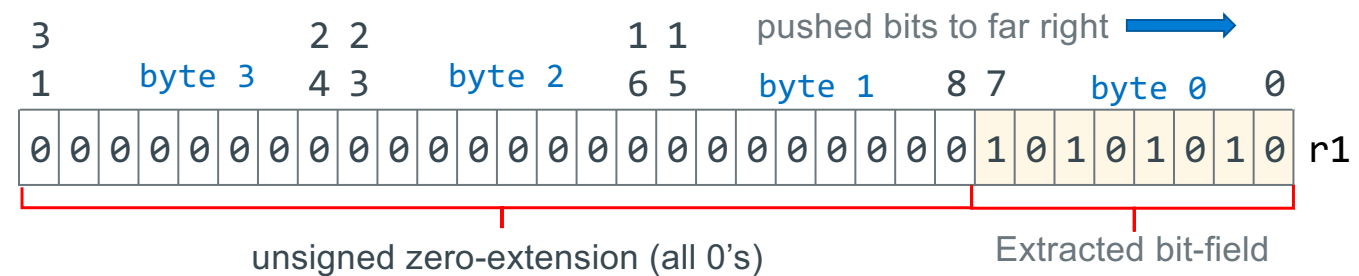 3 2 2 1 1 pushed bits to far right
1 byte 3 4 3 byte 2 6 5 byte 1 8 7 byte 0 0
0 0 0 0 0 0 0 0 0 0 0 0 0 0 0 0 0 0 0 0 0 0 0 0 1 0 1 0 1 0 1 0 r1
unsigned zero-extension (all 0's) Extracted bit-field